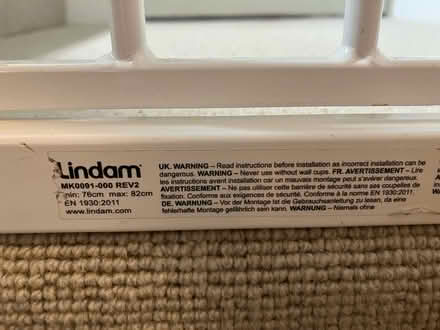 Lindam
MK0091-000 REV2
min: 76cm max: 82cm
EN 1930:2011
www.lindam.com
UK. WARNING – Read instructions before installation as incorrect installation can be
dangerous. WARNING – Never use without wall cups. FR. AVERTISSEMENT – Lire
les instructions avent installation car un mauvais montage peut s'avérer dangereux.
AVERTISSEMENT – Ne pas utiliser cette barrière de sécurité sans ses coupelles de
fixation. Conforme aux exigences de sécurité. Conforme à la norme EN 1930:2011.
DE. WARNUNG – Vor der Montage ist die Gebrauchsanleitung zu lesen, da eine
fehlerhafte Montage gefährlich sein kann. WARNUNG – Niemals ohne